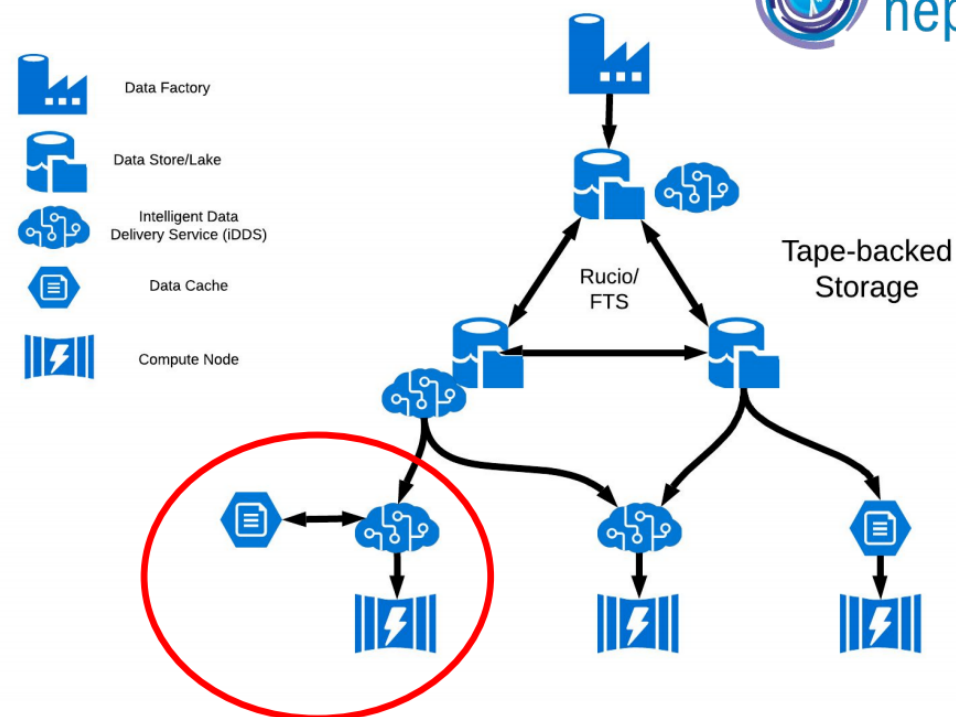 hep
Data Factory
Data Store/Lake
Intelligent Data
Delivery Service (iDDS)
Data Cache
Compute Node
Rucio/
FTS
Tape-backed
Storage